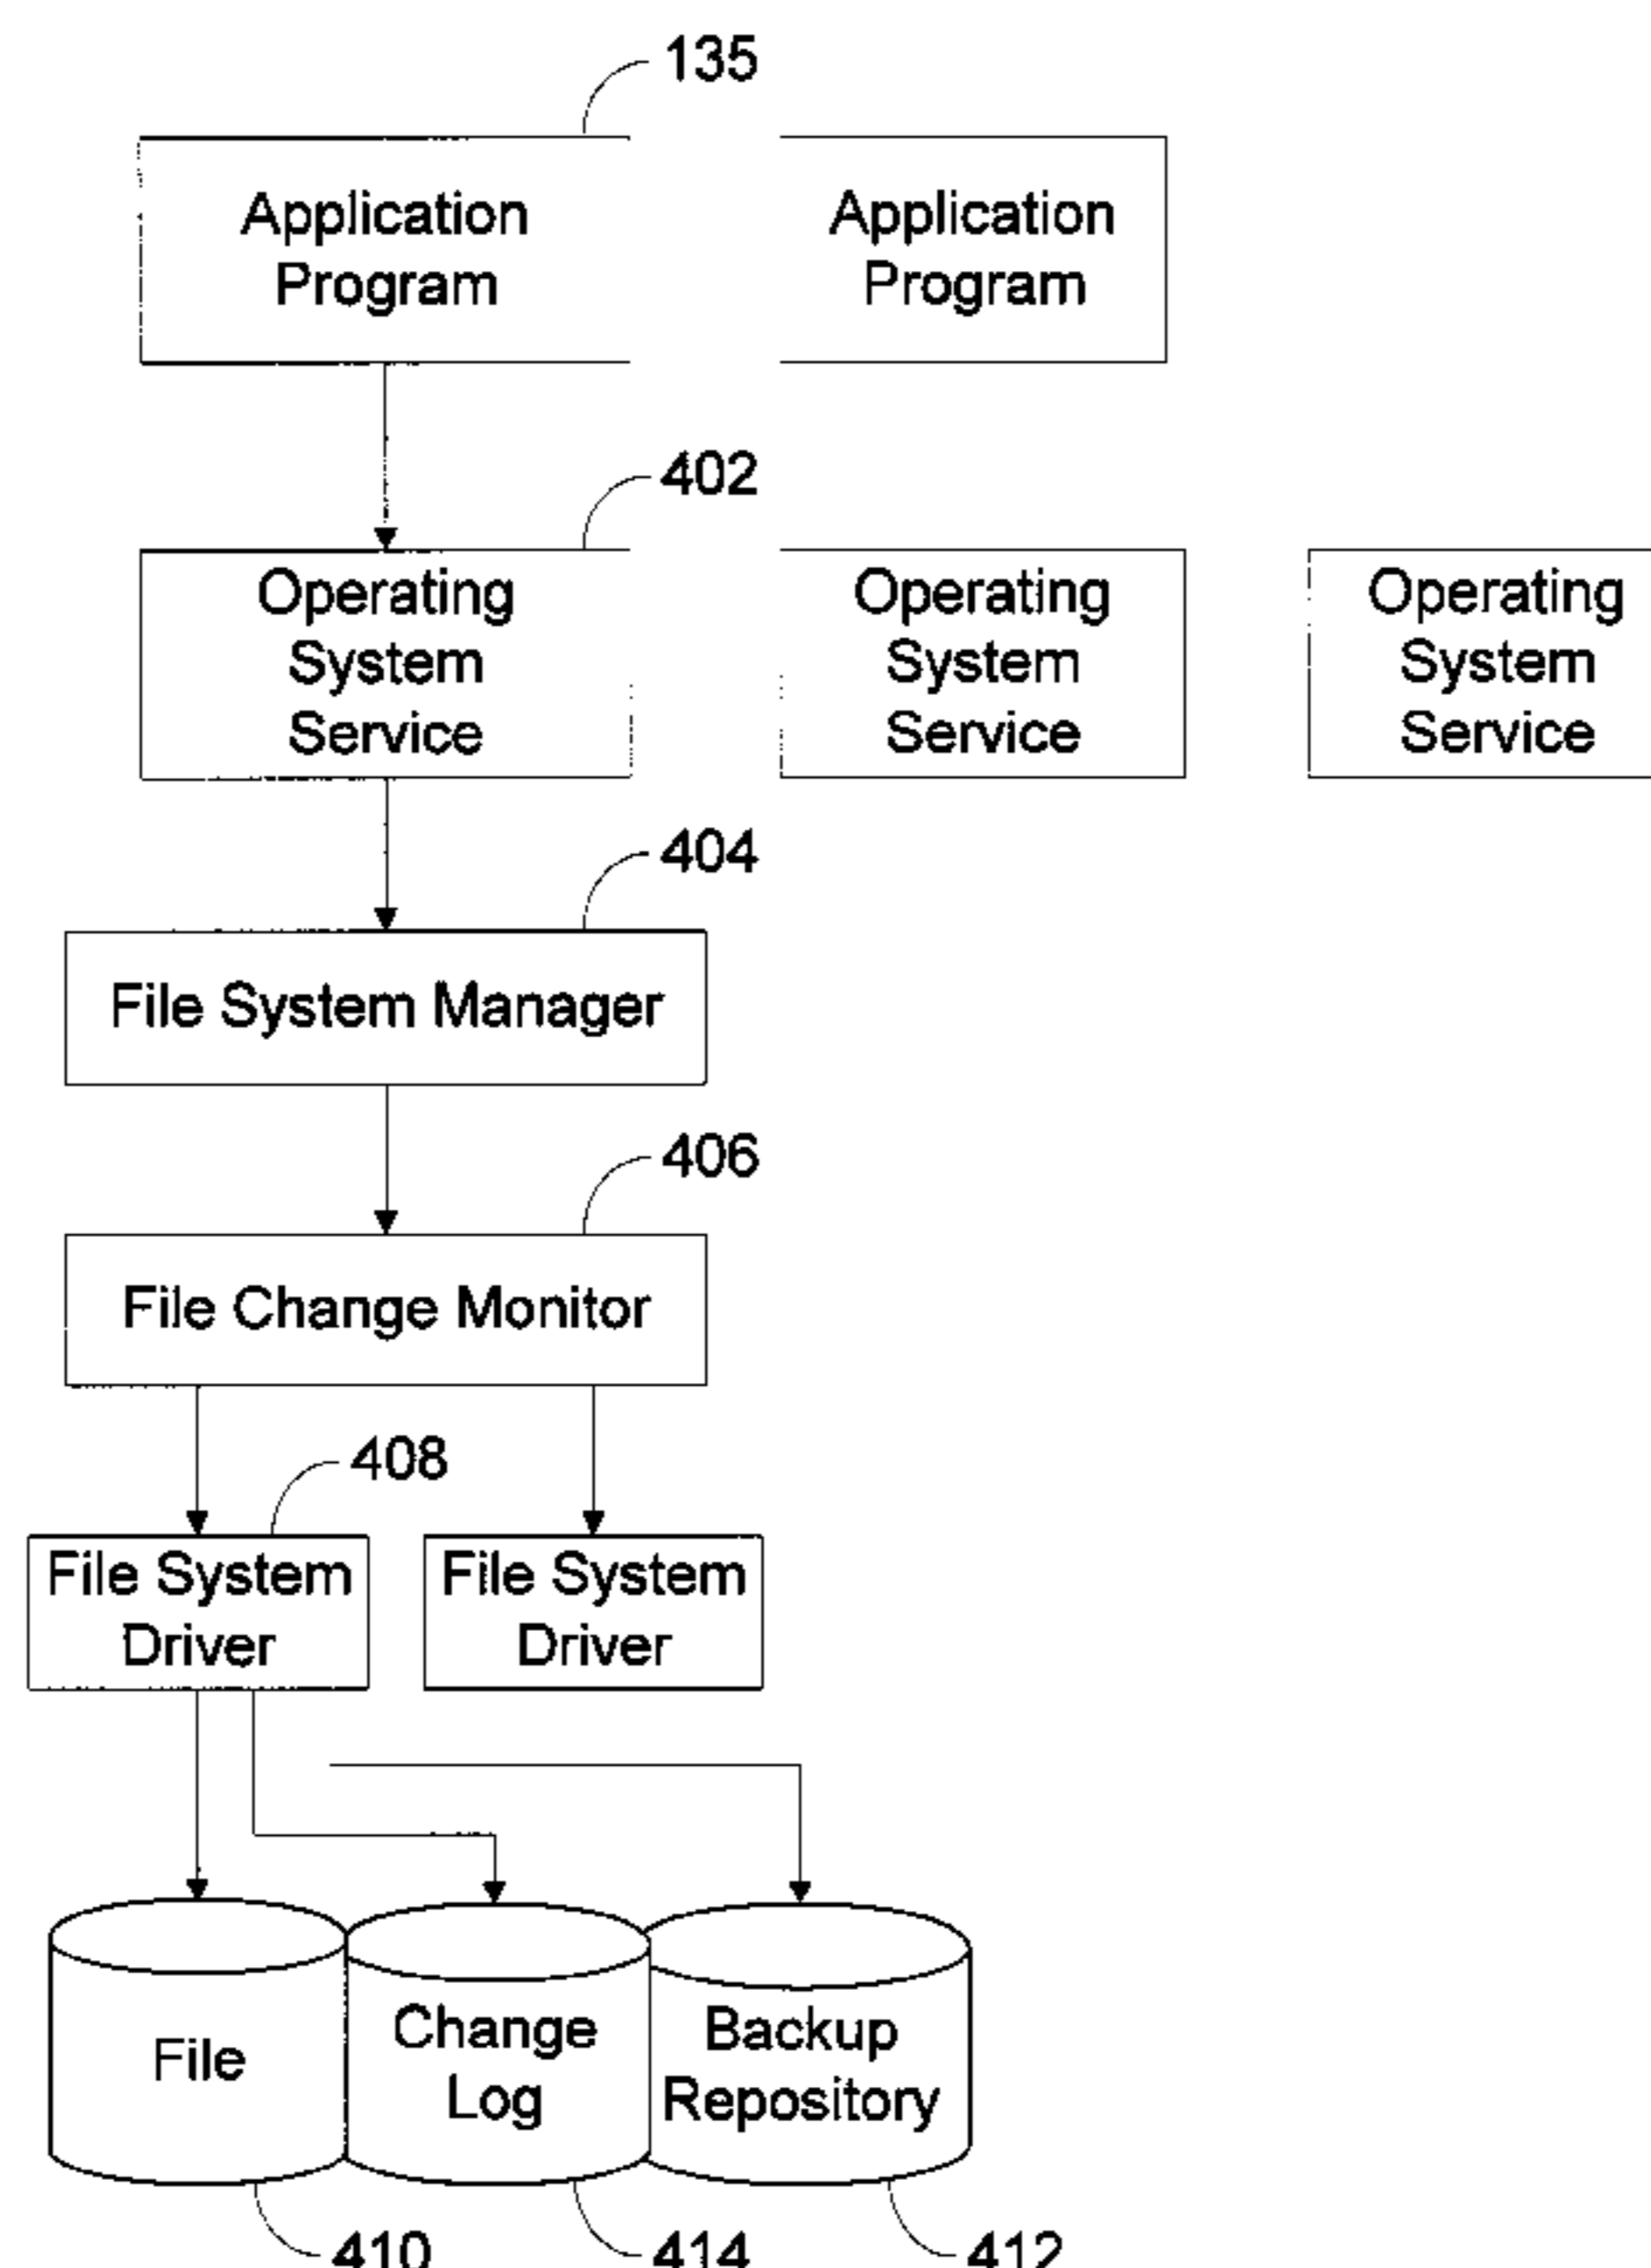 135
Application
Program
Application
Program
402
Operating
System
Service
Operating
System
Service
Operating
System
Service
404
File System Manager
406
File Change Monitor
408
File System
Driver
File System
Driver
File
Change
Log
Backup
Repository
410
414
412